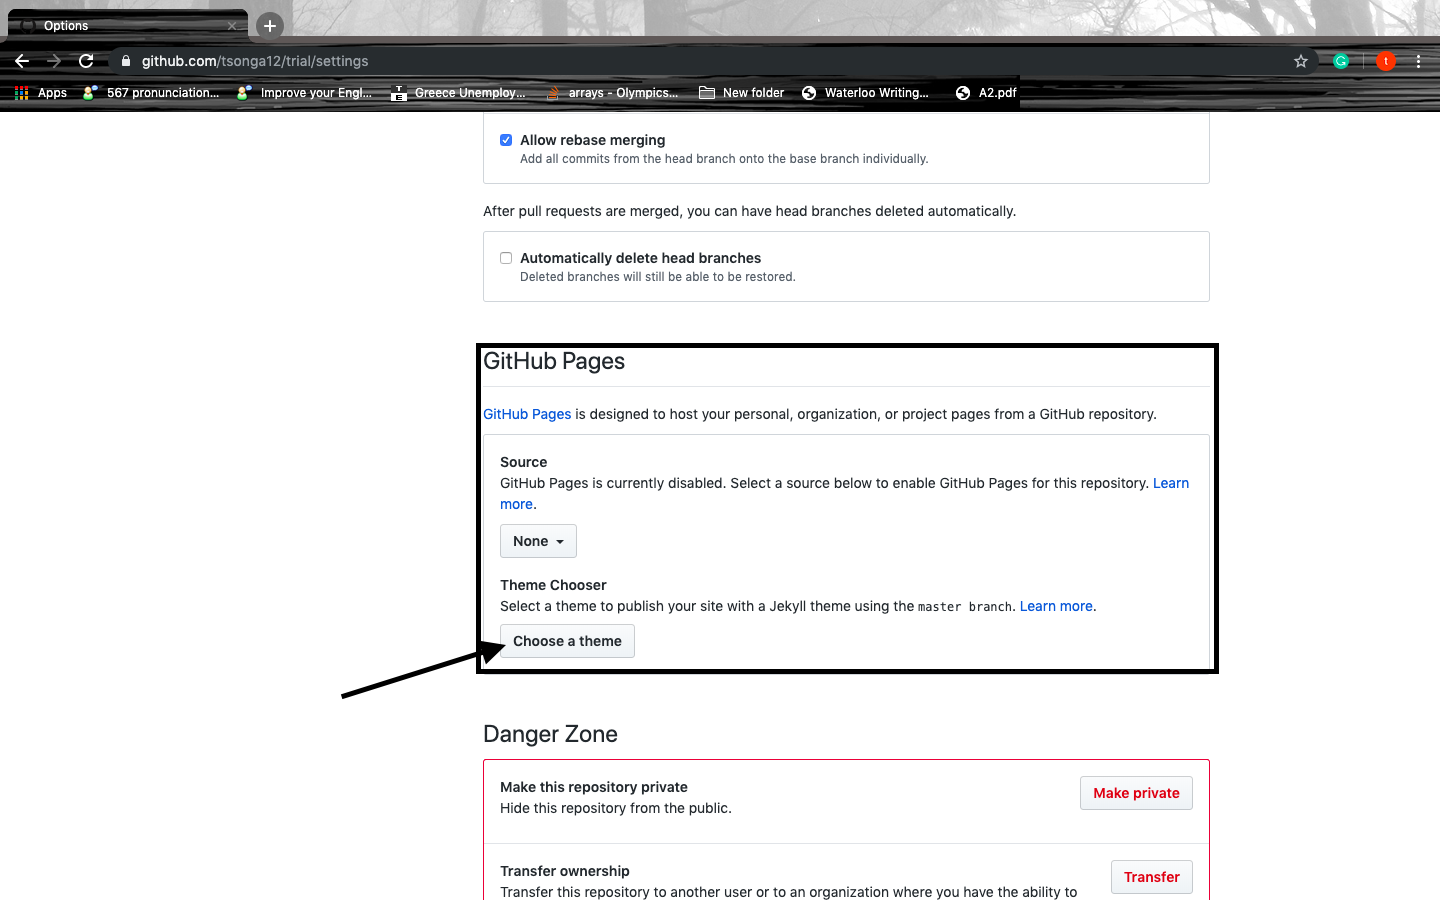 Options
github.com/tsonga12/trial/settings
t
Apps 567 pronunciation... Improve your Engl... Greece Unemploy... arrays - Olympics... New folder Waterloo Writing... A2.pdf
Allow rebase merging
Add all commits from the head branch onto the base branch individually.
After pull requests are merged, you can have head branches deleted automatically.
Automatically delete head branches
Deleted branches will still be able to be restored.
GitHub Pages
GitHub Pages is designed to host your personal, organization, or project pages from a GitHub repository.
Source
GitHub Pages is currently disabled. Select a source below to enable GitHub Pages for this repository. Learn
more.
None
Theme Chooser
Select a theme to publish your site with a Jekyll theme using the master branch. Learn more.
Choose a theme
Danger Zone
Make this repository private
Hide this repository from the public.
Make private
Transfer ownership
Transfer this repository to another user or to an organization where you have the ability to
Transfer